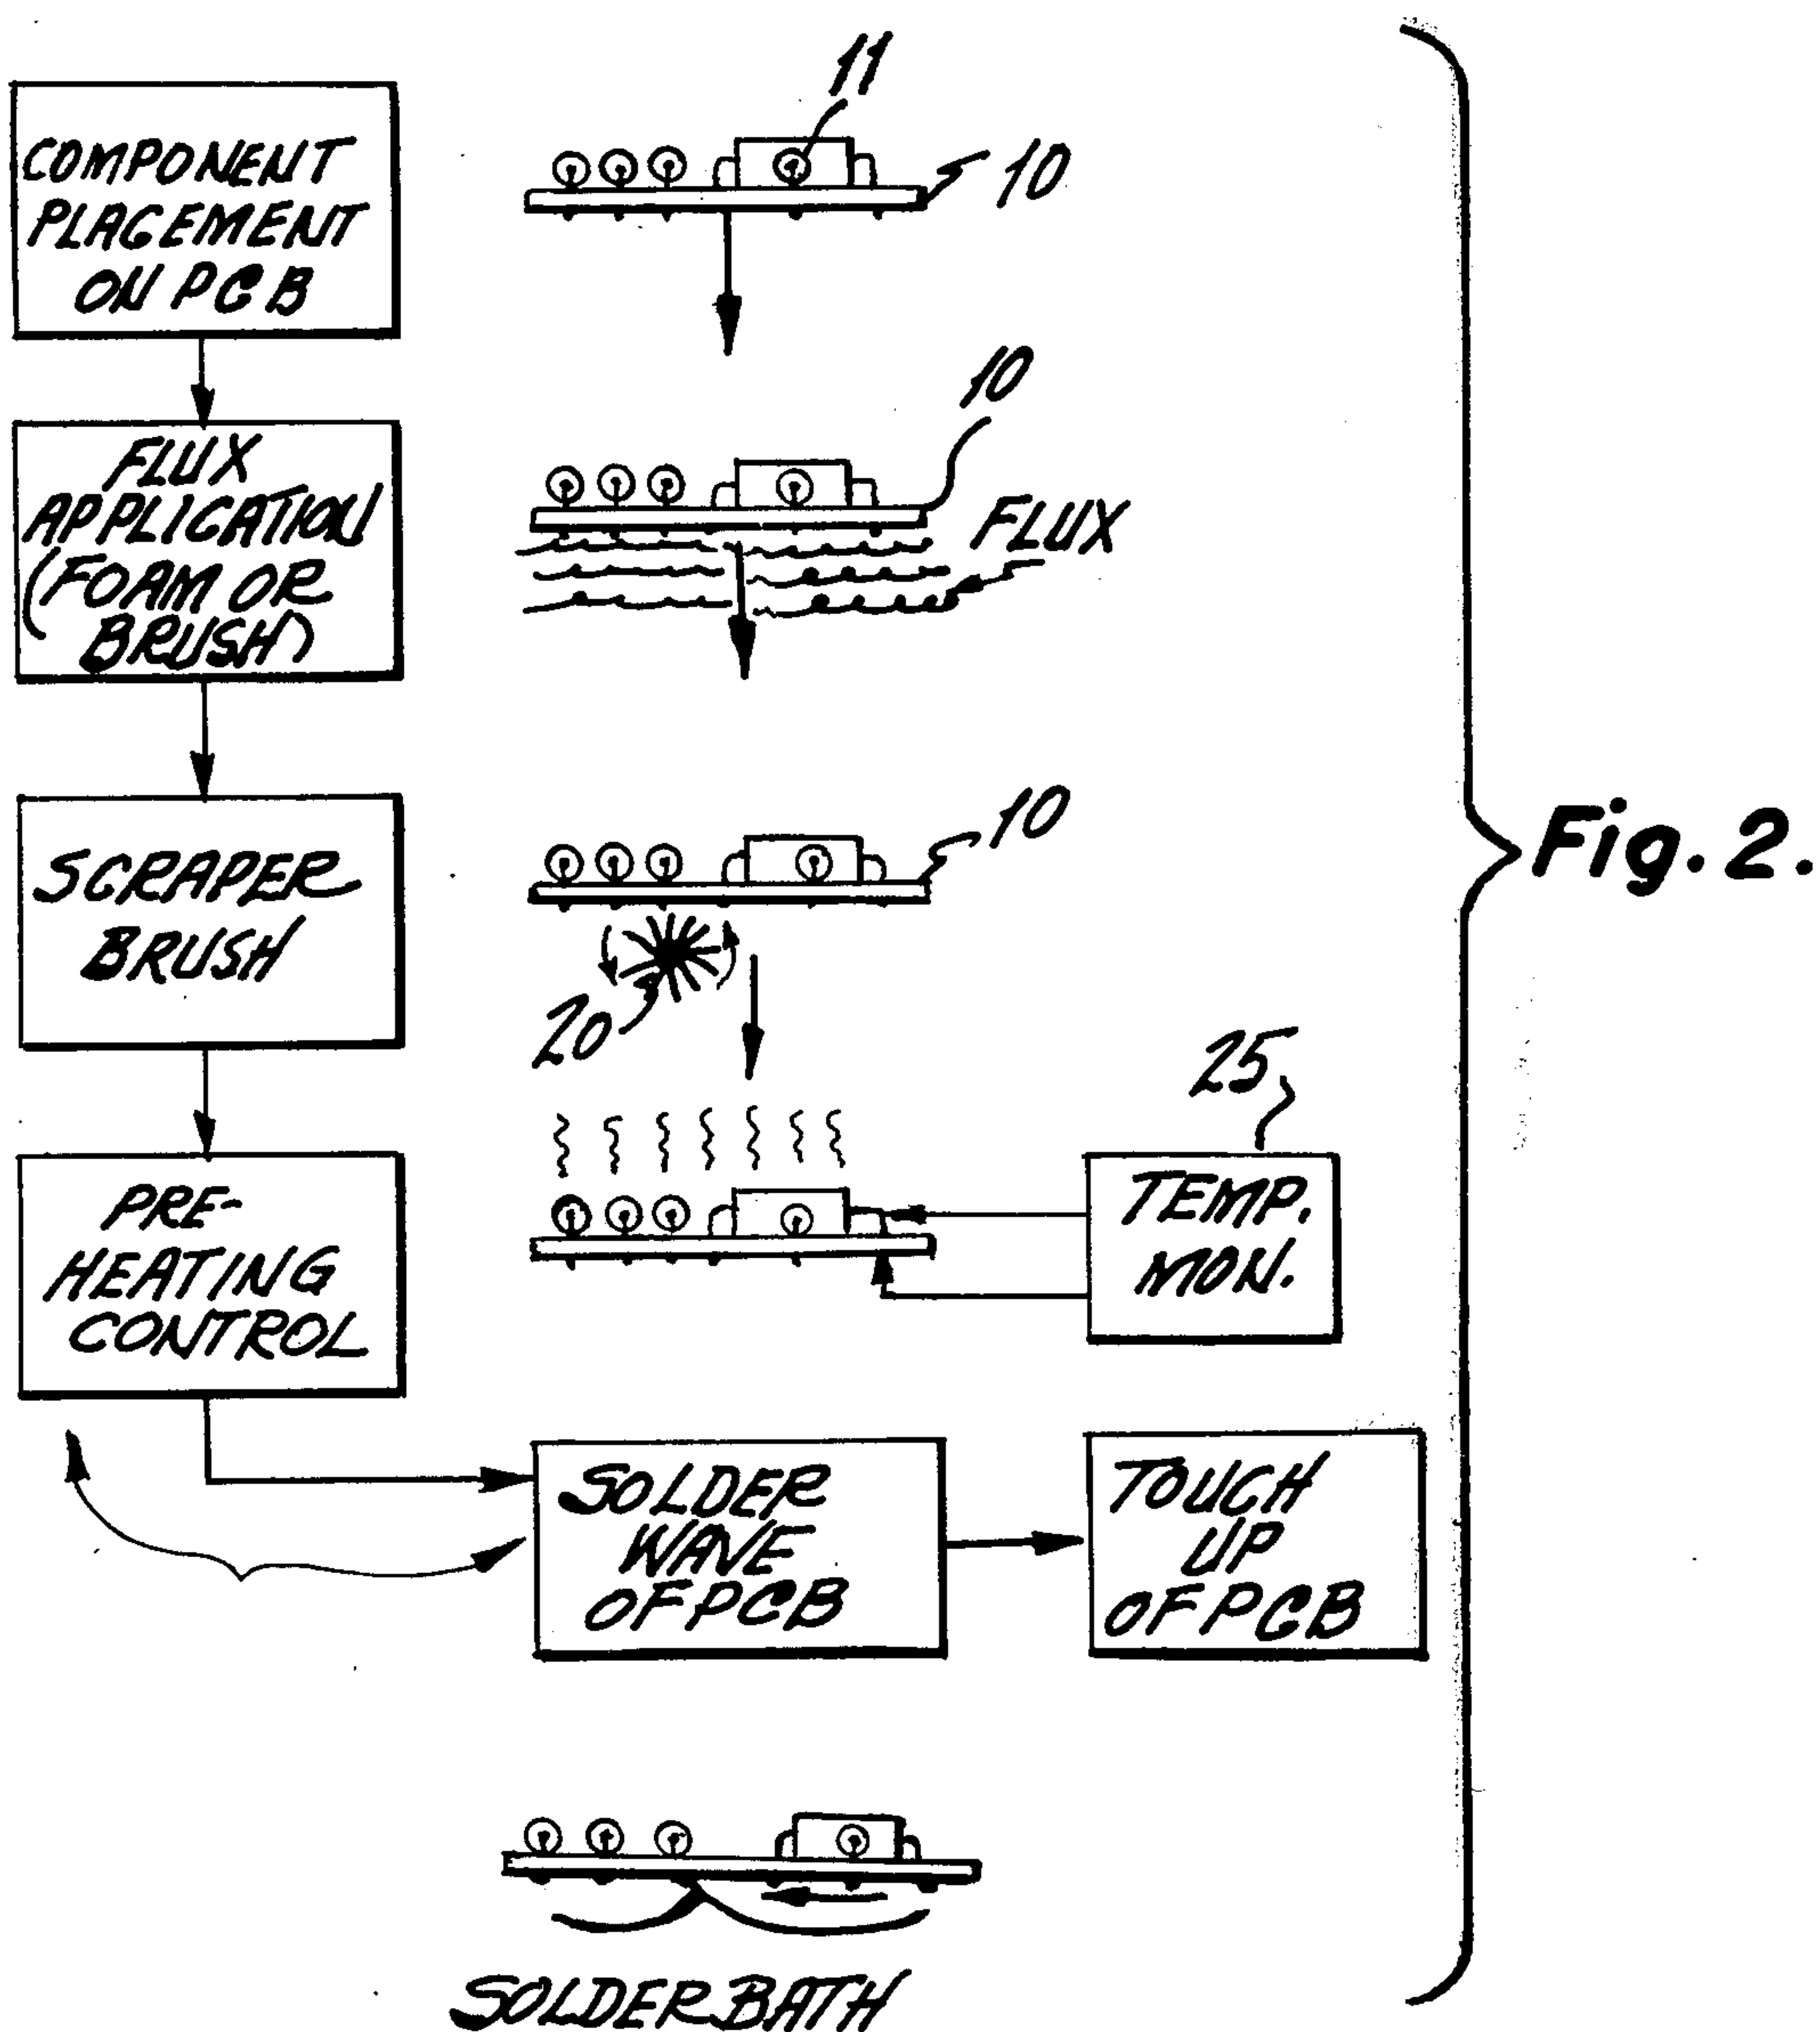 11
COMPONENT
PLACEMENT
ON PCB
10
10
FLUX
APPLICATION
(FOAM OR
BRUSH)
FLUX
SCRAPER
BRUSH
10
Fig. 2.
20
25
PRE-
HEATING
CONTROL
TEMP.
MON.
SOLDER
WAVE
OF PCB
TOUCH
UP
OF PCB
SOLDER BATH